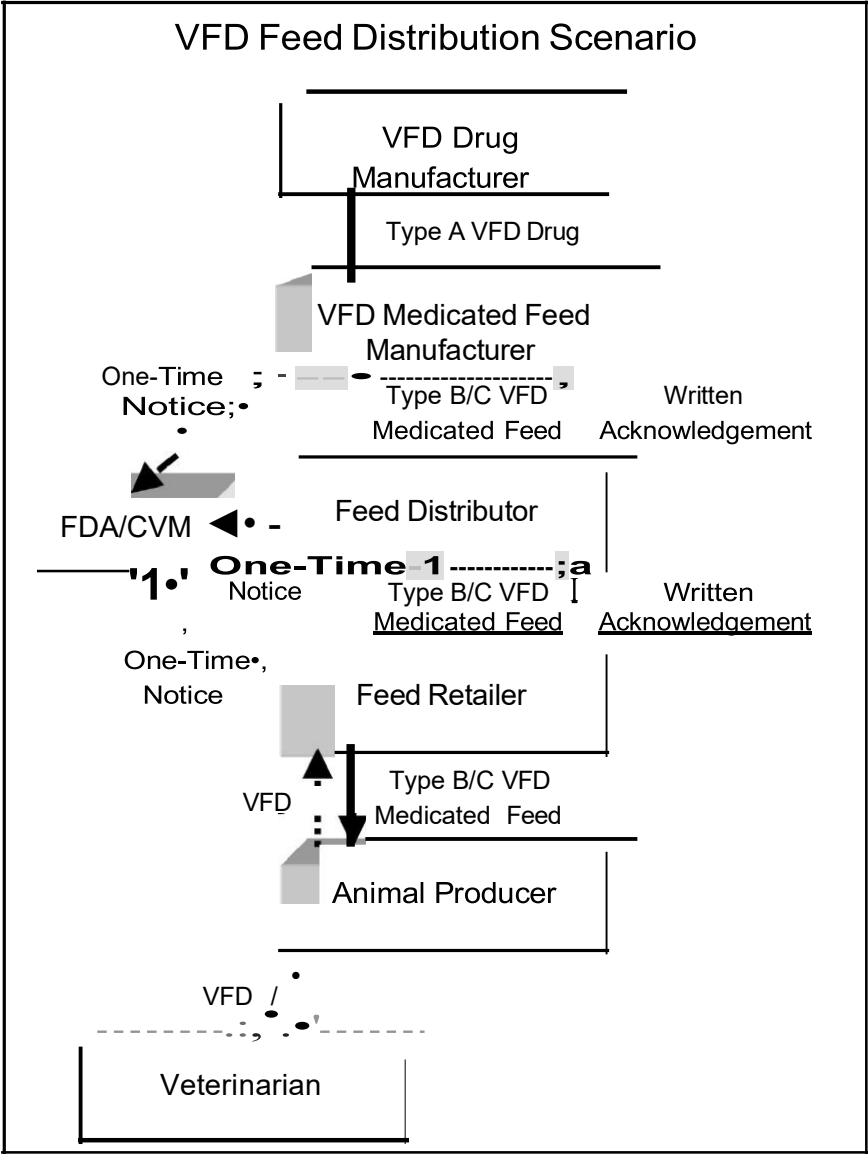 VFD Feed Distribution Scenario
VFD Drug
Manufacturer
Type A VFD Drug
VFD Medicated Feed
Manufacturer
One-Time
Notice;•
Type B/C VFD
Medicated Feed
Written
Acknowledgement
Feed Distributor
FDA/CVM
'1•'
One-Time-1 ------------;a
Notice
Type B/C VFD
Medicated Feed
Written
Acknowledgement
One-Time•,
Notice
Feed Retailer
VFD
Type B/C VFD
Medicated Feed
Animal Producer
VFD /
Veterinarian